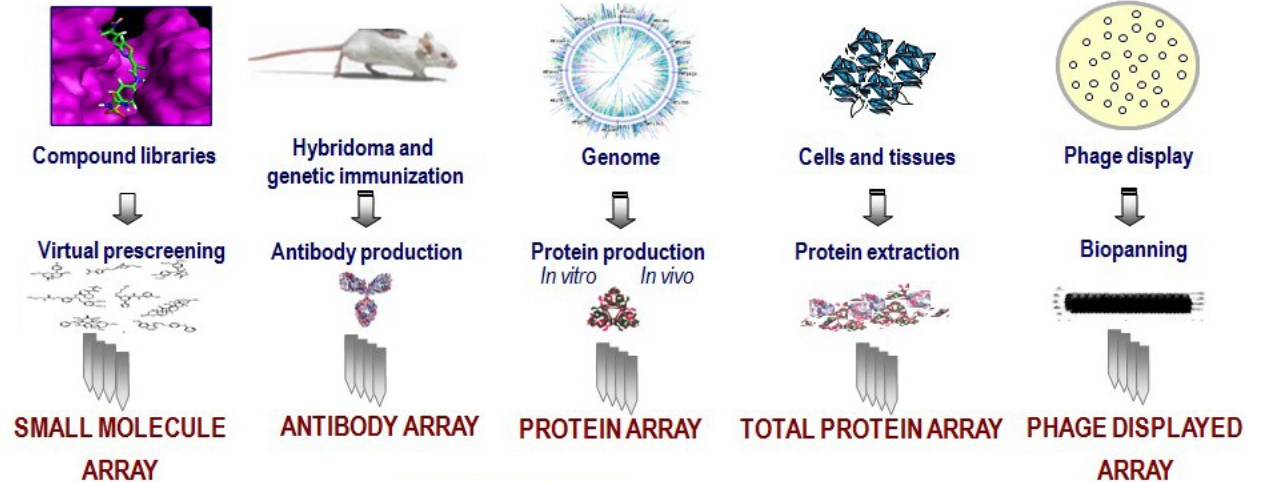 Compound libraries
Hybridoma and
genetic immunization
Genome
Cells and tissues
Phage display
Virtual prescreening
Antibody production
Protein production
In vitro In vivo
Protein extraction
Biopanning
SMALL MOLECULE
ARRAY
ANTIBODY ARRAY
PROTEIN ARRAY
TOTAL PROTEIN ARRAY
PHAGE DISPLAYED
ARRAY